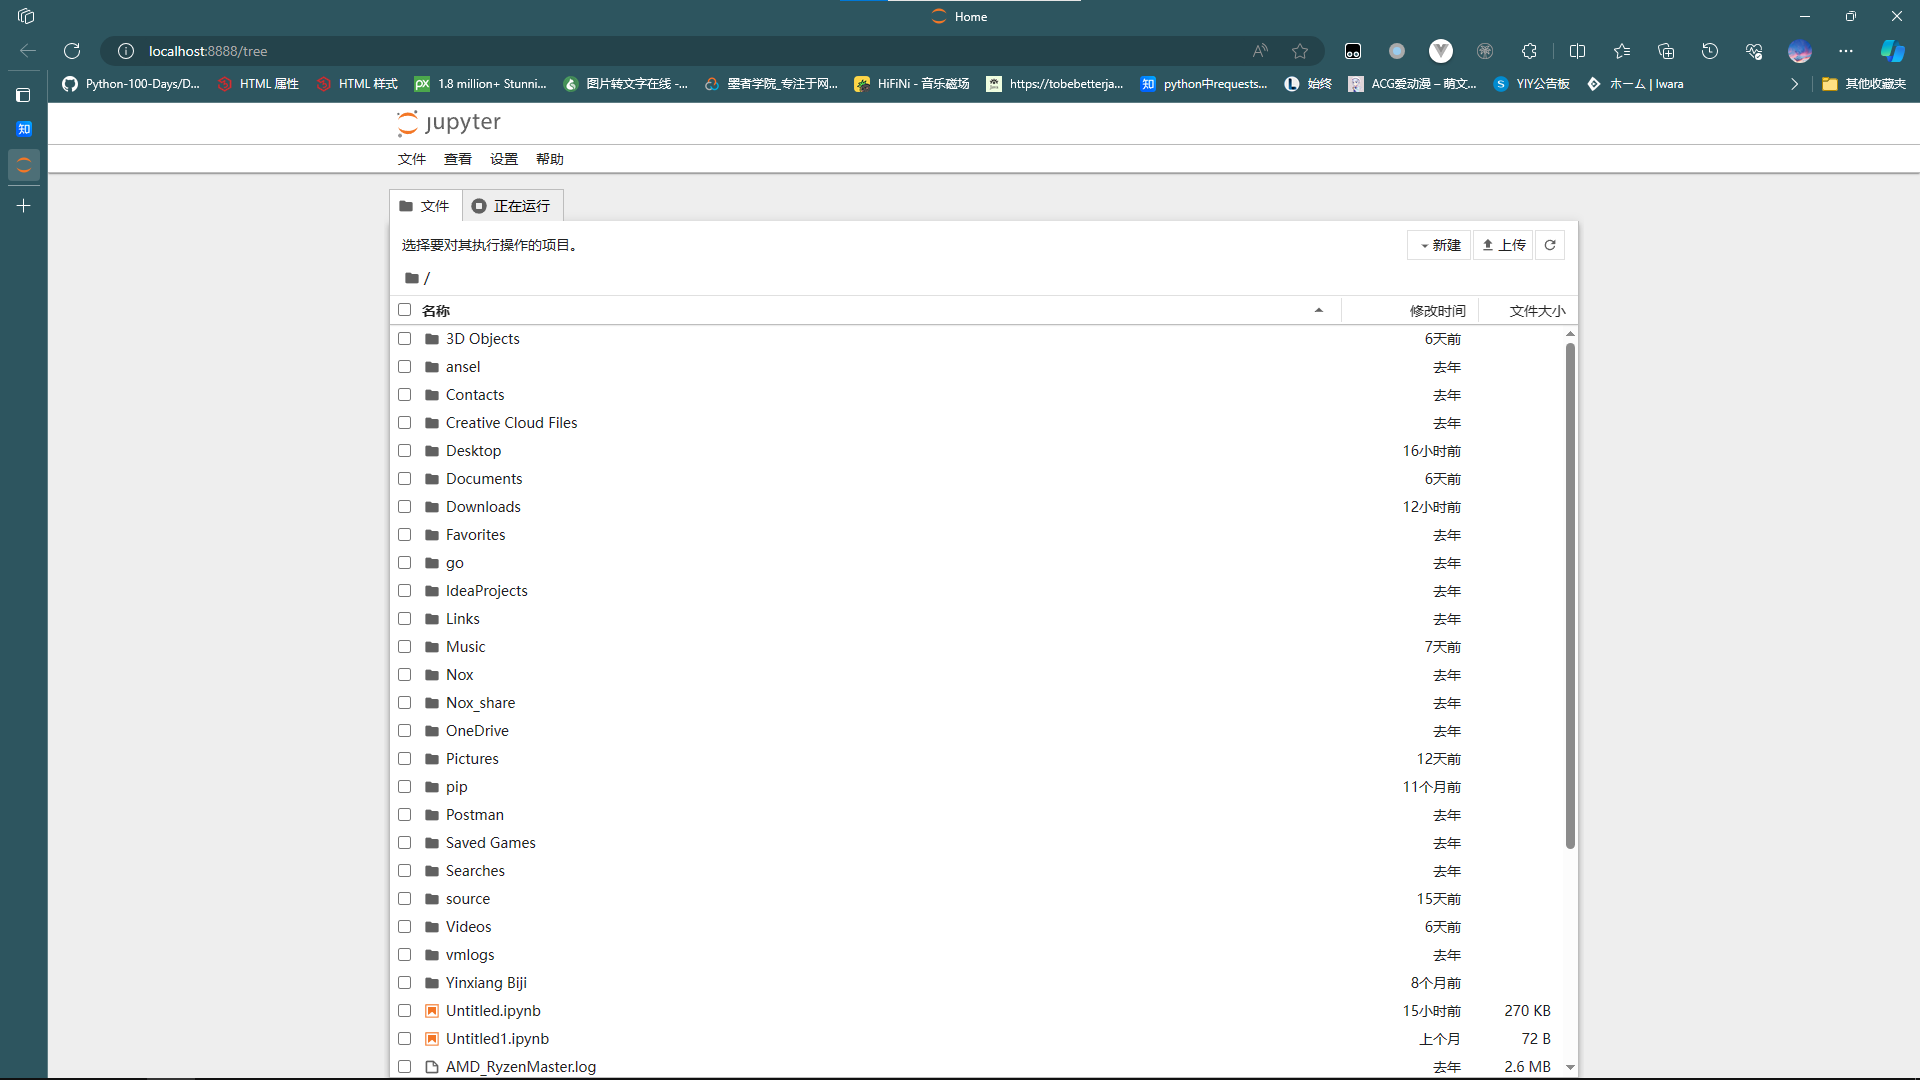 Home
localhost:8888/tree
Python-100-Days/D... HTML 属性 HTML 样式 1.8 million+ Stunni... 图片转文字在线 -... 墨者学院_专注于网... HiFiNi - 音乐磁场 https://tobebetterja... python中requests... 始终 ACG爱动漫 – 萌文... YIY公告板 ホーム | Iwara 其他收藏夹
知
jupyter
文件 查看 设置 帮助
文件 正在运行
选择要对其执行操作的项目。 新建 上传
/
名称 修改时间 文件大小
3D Objects 6天前
ansel 去年
Contacts 去年
Creative Cloud Files 去年
Desktop 16小时前
Documents 6天前
Downloads 12小时前
Favorites 去年
go 去年
IdeaProjects 去年
Links 去年
Music 7天前
Nox 去年
Nox_share 去年
OneDrive 去年
Pictures 12天前
pip 11个月前
Postman 去年
Saved Games 去年
Searches 去年
source 15天前
Videos 6天前
vmlogs 去年
Yinxiang Biji 8个月前
Untitled.ipynb 15小时前 270 KB
Untitled1.ipynb 上个月 72 B
AMD_RyzenMaster.log 去年 2.6 MB